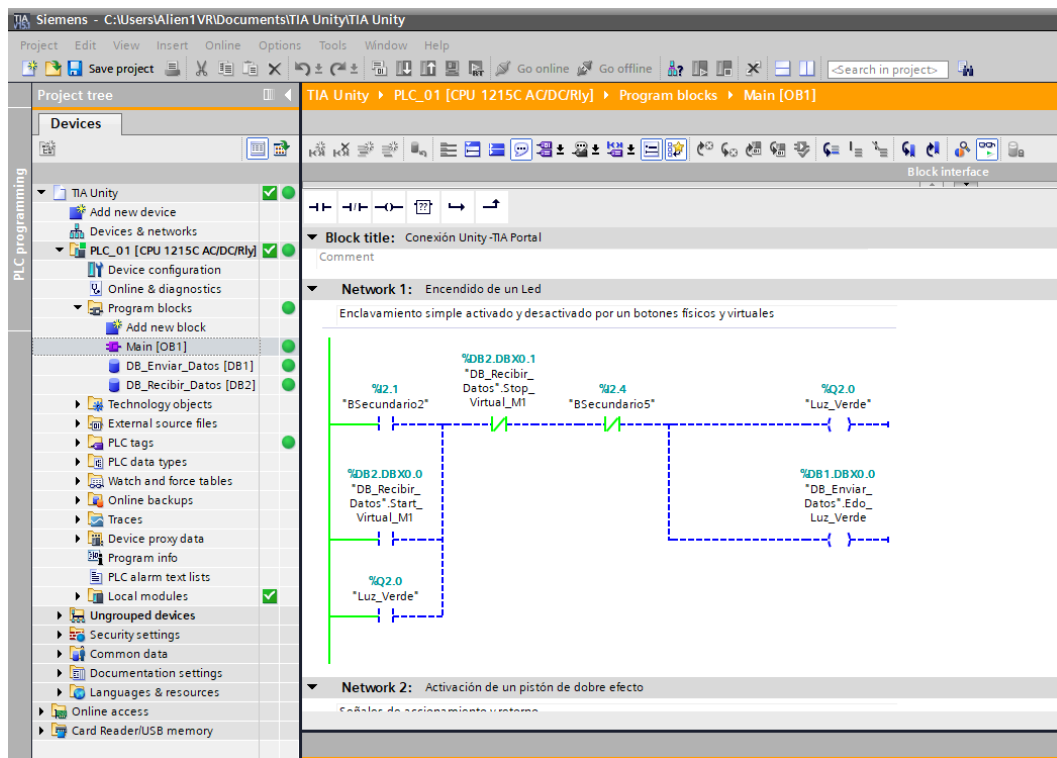 Siemens - C:\Users\Alien1VR\Documents\TIA Unity\TIA Unity
Project Edit View Insert Online Options Tools Window Help
Save project Go online Go offline <Search in project>
Project tree
TIA Unity PLC_01 [CPU 1215C AC/DC/Rly] Program blocks Main [OB1]
Devices
Block interface
PLC programming
TIA Unity
Add new device
Devices & networks
PLC_01 [CPU 1215C AC/DC/Rly]
Device configuration
Online & diagnostics
Program blocks
Add new block
Main [OB1]
DB_Enviar_Datos [DB1]
DB_Recibir_Datos [DB2]
Technology objects
External source files
PLC tags
PLC data types
Watch and force tables
Online backups
Traces
Device proxy data
Program info
PLC alarm text lists
Local modules
Ungrouped devices
Security settings
Common data
Documentation settings
Languages & resources
Online access
Card Reader/USB memory
??
Block title: Conexión Unity -TIA Portal
Comment
Network 1: Encendido de un Led
Enclavamiento simple activado y desactivado por un botones físicos y virtuales
%I2.1
"BSecundario2"
%DB2.DBX0.1
"DB_Recibir_
Datos".Stop_
Virtual_M1
%I2.4
"BSecundario5"
%Q2.0
"Luz_Verde"
%DB2.DBX0.0
"DB_Recibir_
Datos".Start_
Virtual_M1
%DB1.DBX0.0
"DB_Enviar_
Datos".Edo_
Luz_Verde
%Q2.0
"Luz_Verde"
Network 2: Activación de un pistón de dobre efecto
Señales de accionamiento y retorno